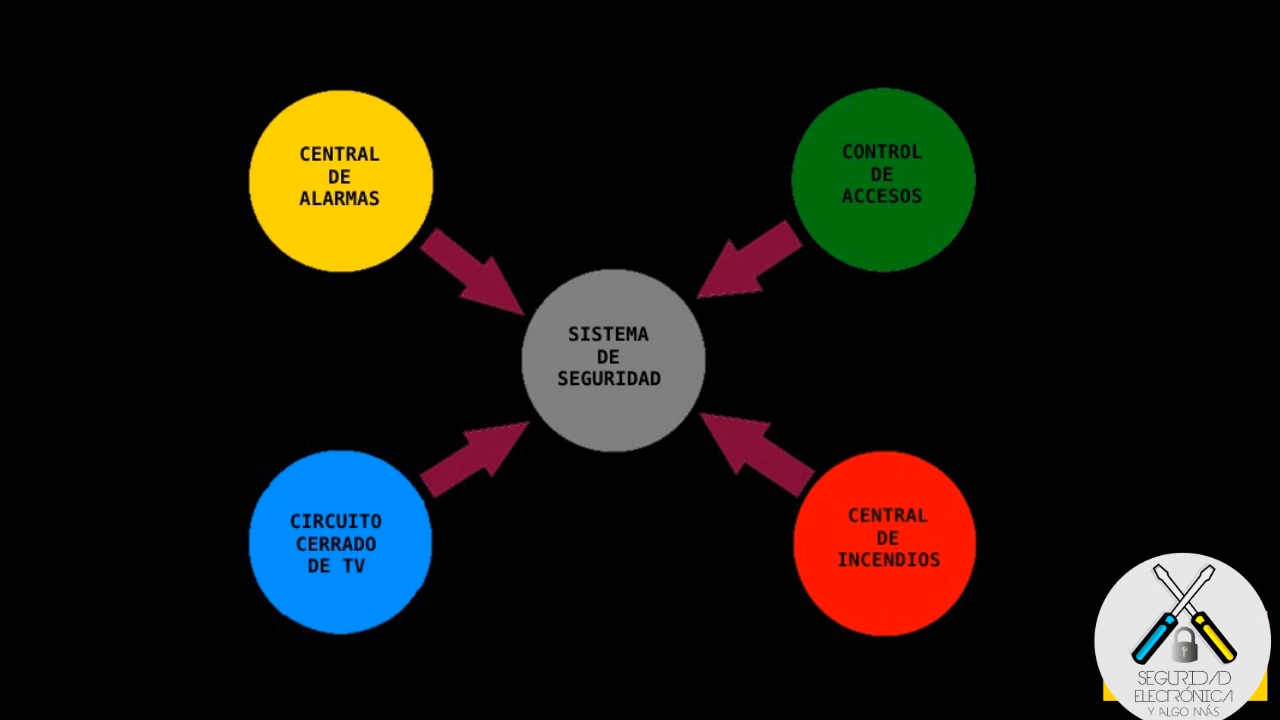 CENTRAL
DE
ALARMAS
CONTROL
DE
ACCESOS
SISTEMA
DE
SEGURIDAD
CIRCUITO
CERRADO
DE TV
CENTRAL
DE
INCENDIOS
SEGURIDAD
ELECTRÓNICA
Y ALGO MÁS